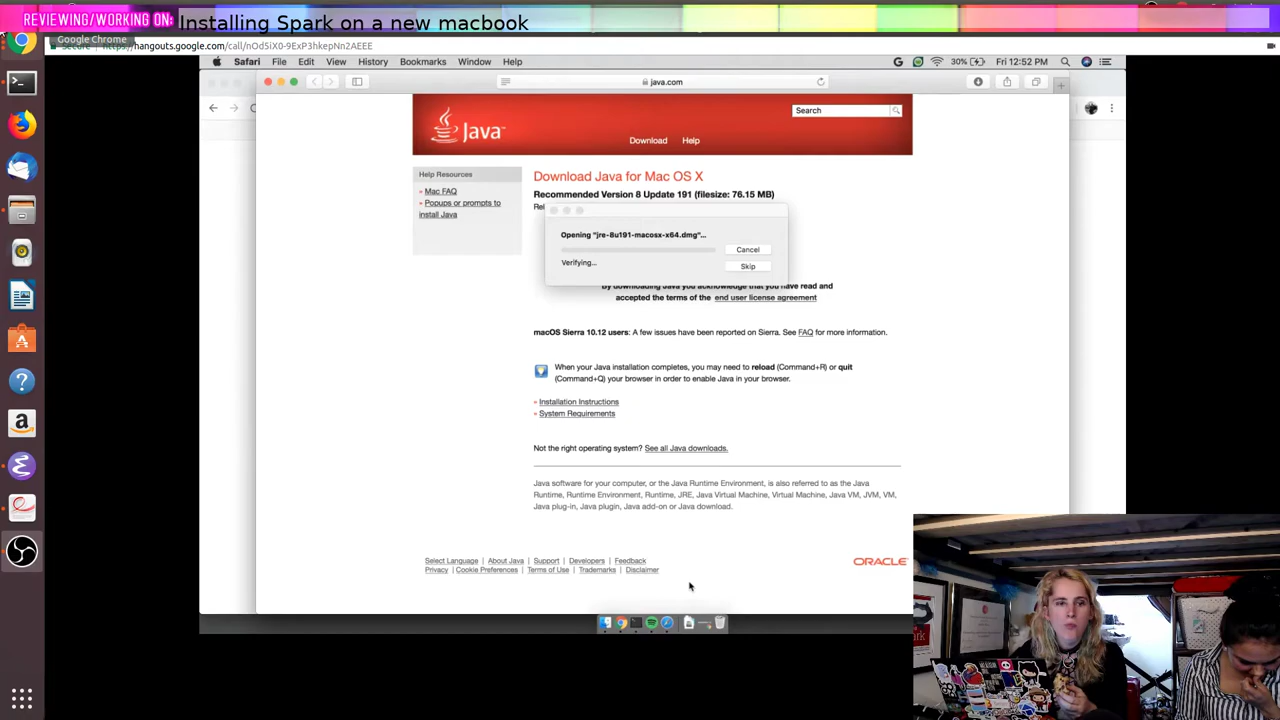 REVIEWING/WORKING ON: Installing Spark on a new macbook
Google Chrome
https://hangouts.google.com/call/nOd5iX0-9ExP3hkepNn2AEEE
Safari File Edit View History Bookmarks Window Help
30% Fri 12:52 PM
java.com
Java
Search
Download Help
Help Resources
» Mac FAQ
» Popups or prompts to
install Java
Download Java for Mac OS X
Recommended Version 8 Update 191 (filesize: 76.15 MB)
Rel
Opening "jre-8u191-macosx-x64.dmg"...
Cancel
Verifying...
Skip
By downloading Java you acknowledge that you have read and
accepted the terms of the end user license agreement
macOS Sierra 10.12 users: A few issues have been reported on Sierra. See FAQ for more information.
When your Java installation completes, you may need to reload (Command+R) or quit
(Command+Q) your browser in order to enable Java in your browser.
» Installation Instructions
» System Requirements
Not the right operating system? See all Java downloads.
Java software for your computer, or the Java Runtime Environment, is also referred to as the Java
Runtime, Runtime Environment, Runtime, JRE, Java Virtual Machine, Virtual Machine, Java VM, JVM, VM,
Java plug-in, Java plugin, Java add-on or Java download.
Select Language | About Java | Support | Developers | Feedback
Privacy | Cookie Preferences | Terms of Use | Trademarks | Disclaimer
ORACLE